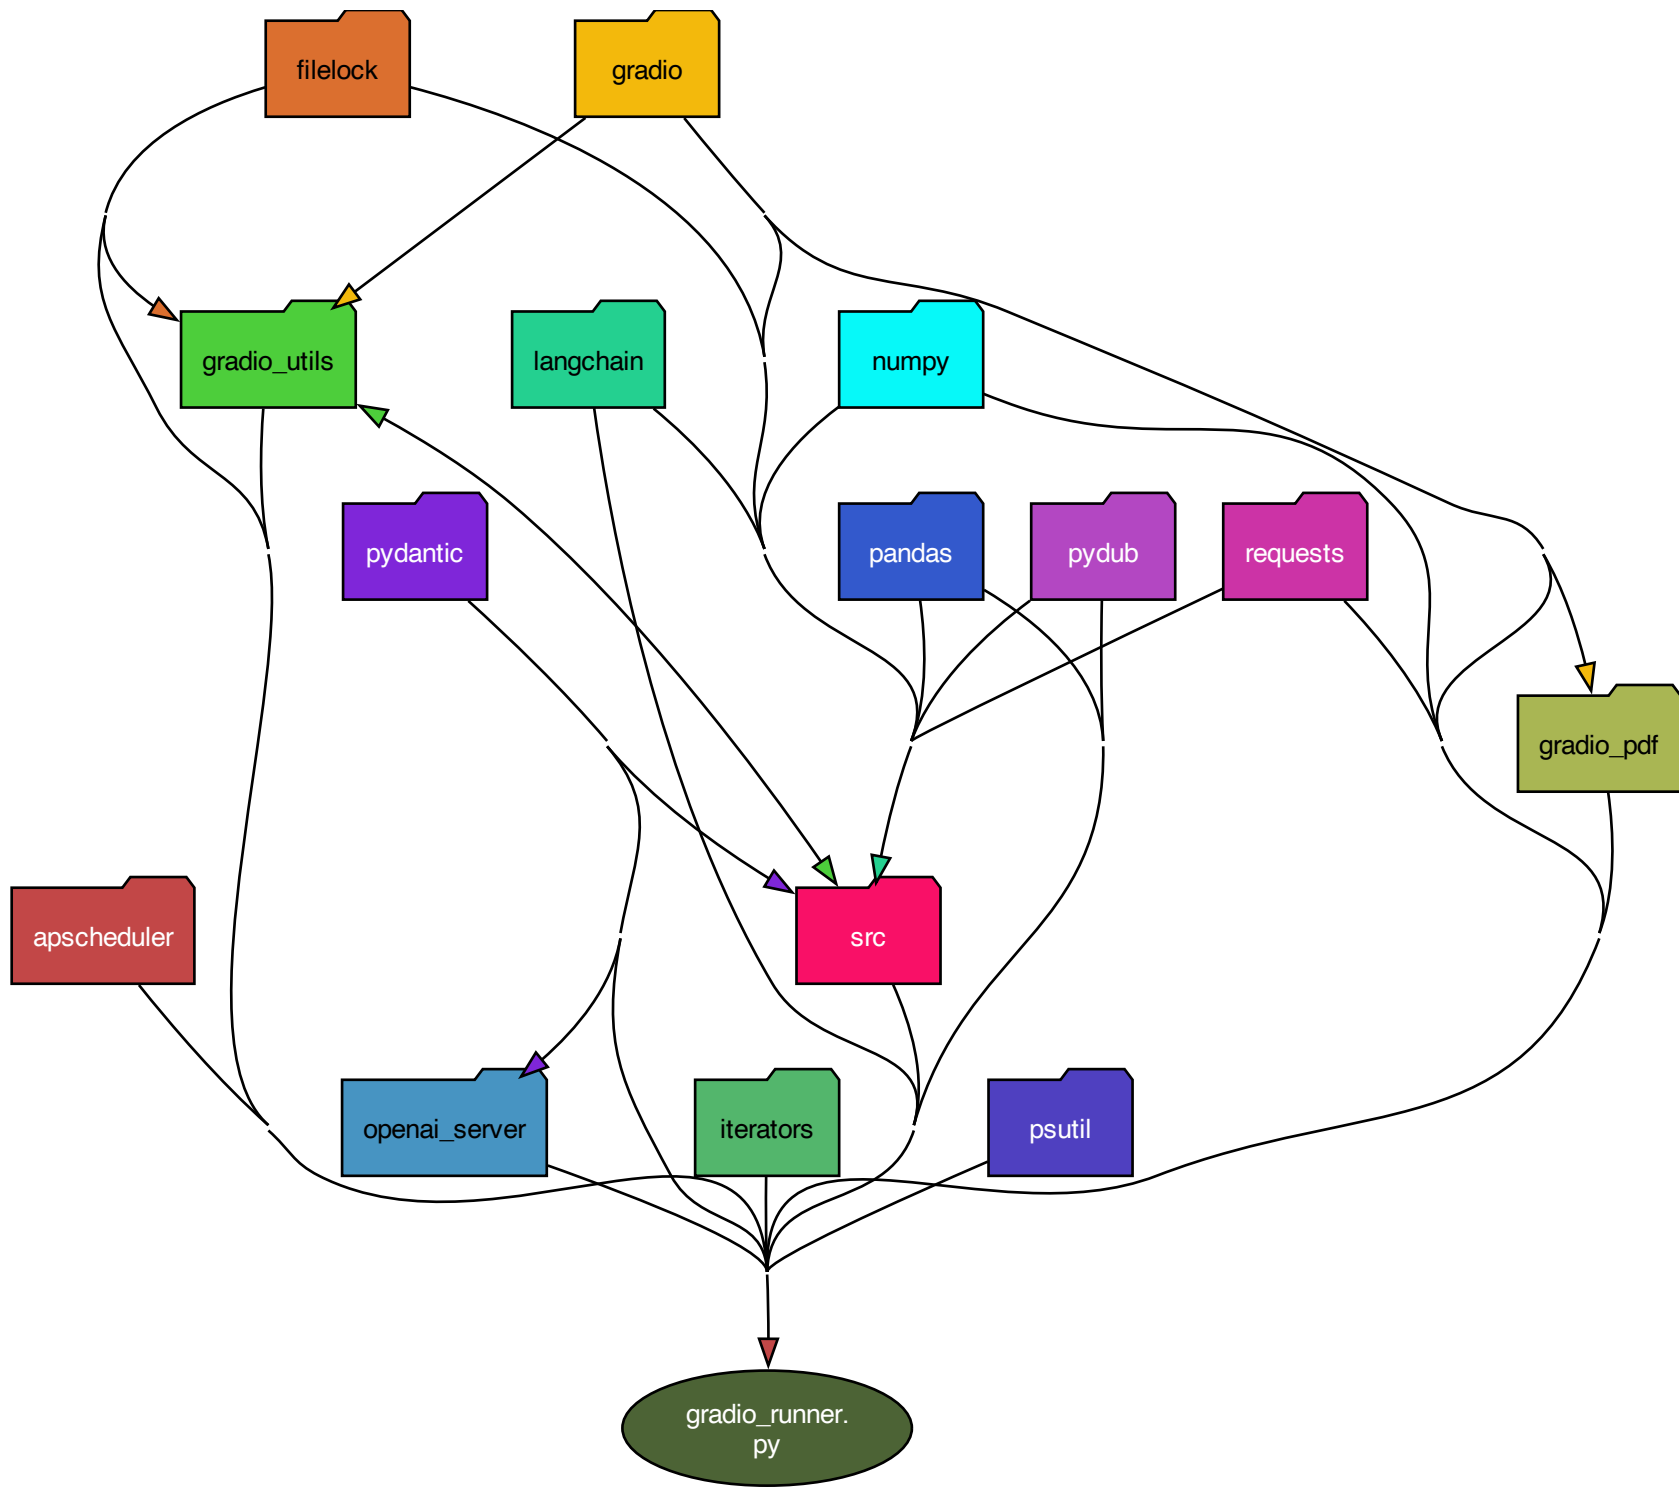 filelock
gradio
gradio_utils
langchain
numpy
pydantic
pandas
pydub
requests
gradio_pdf
apscheduler
src
openai_server
iterators
psutil
gradio_runner.
py